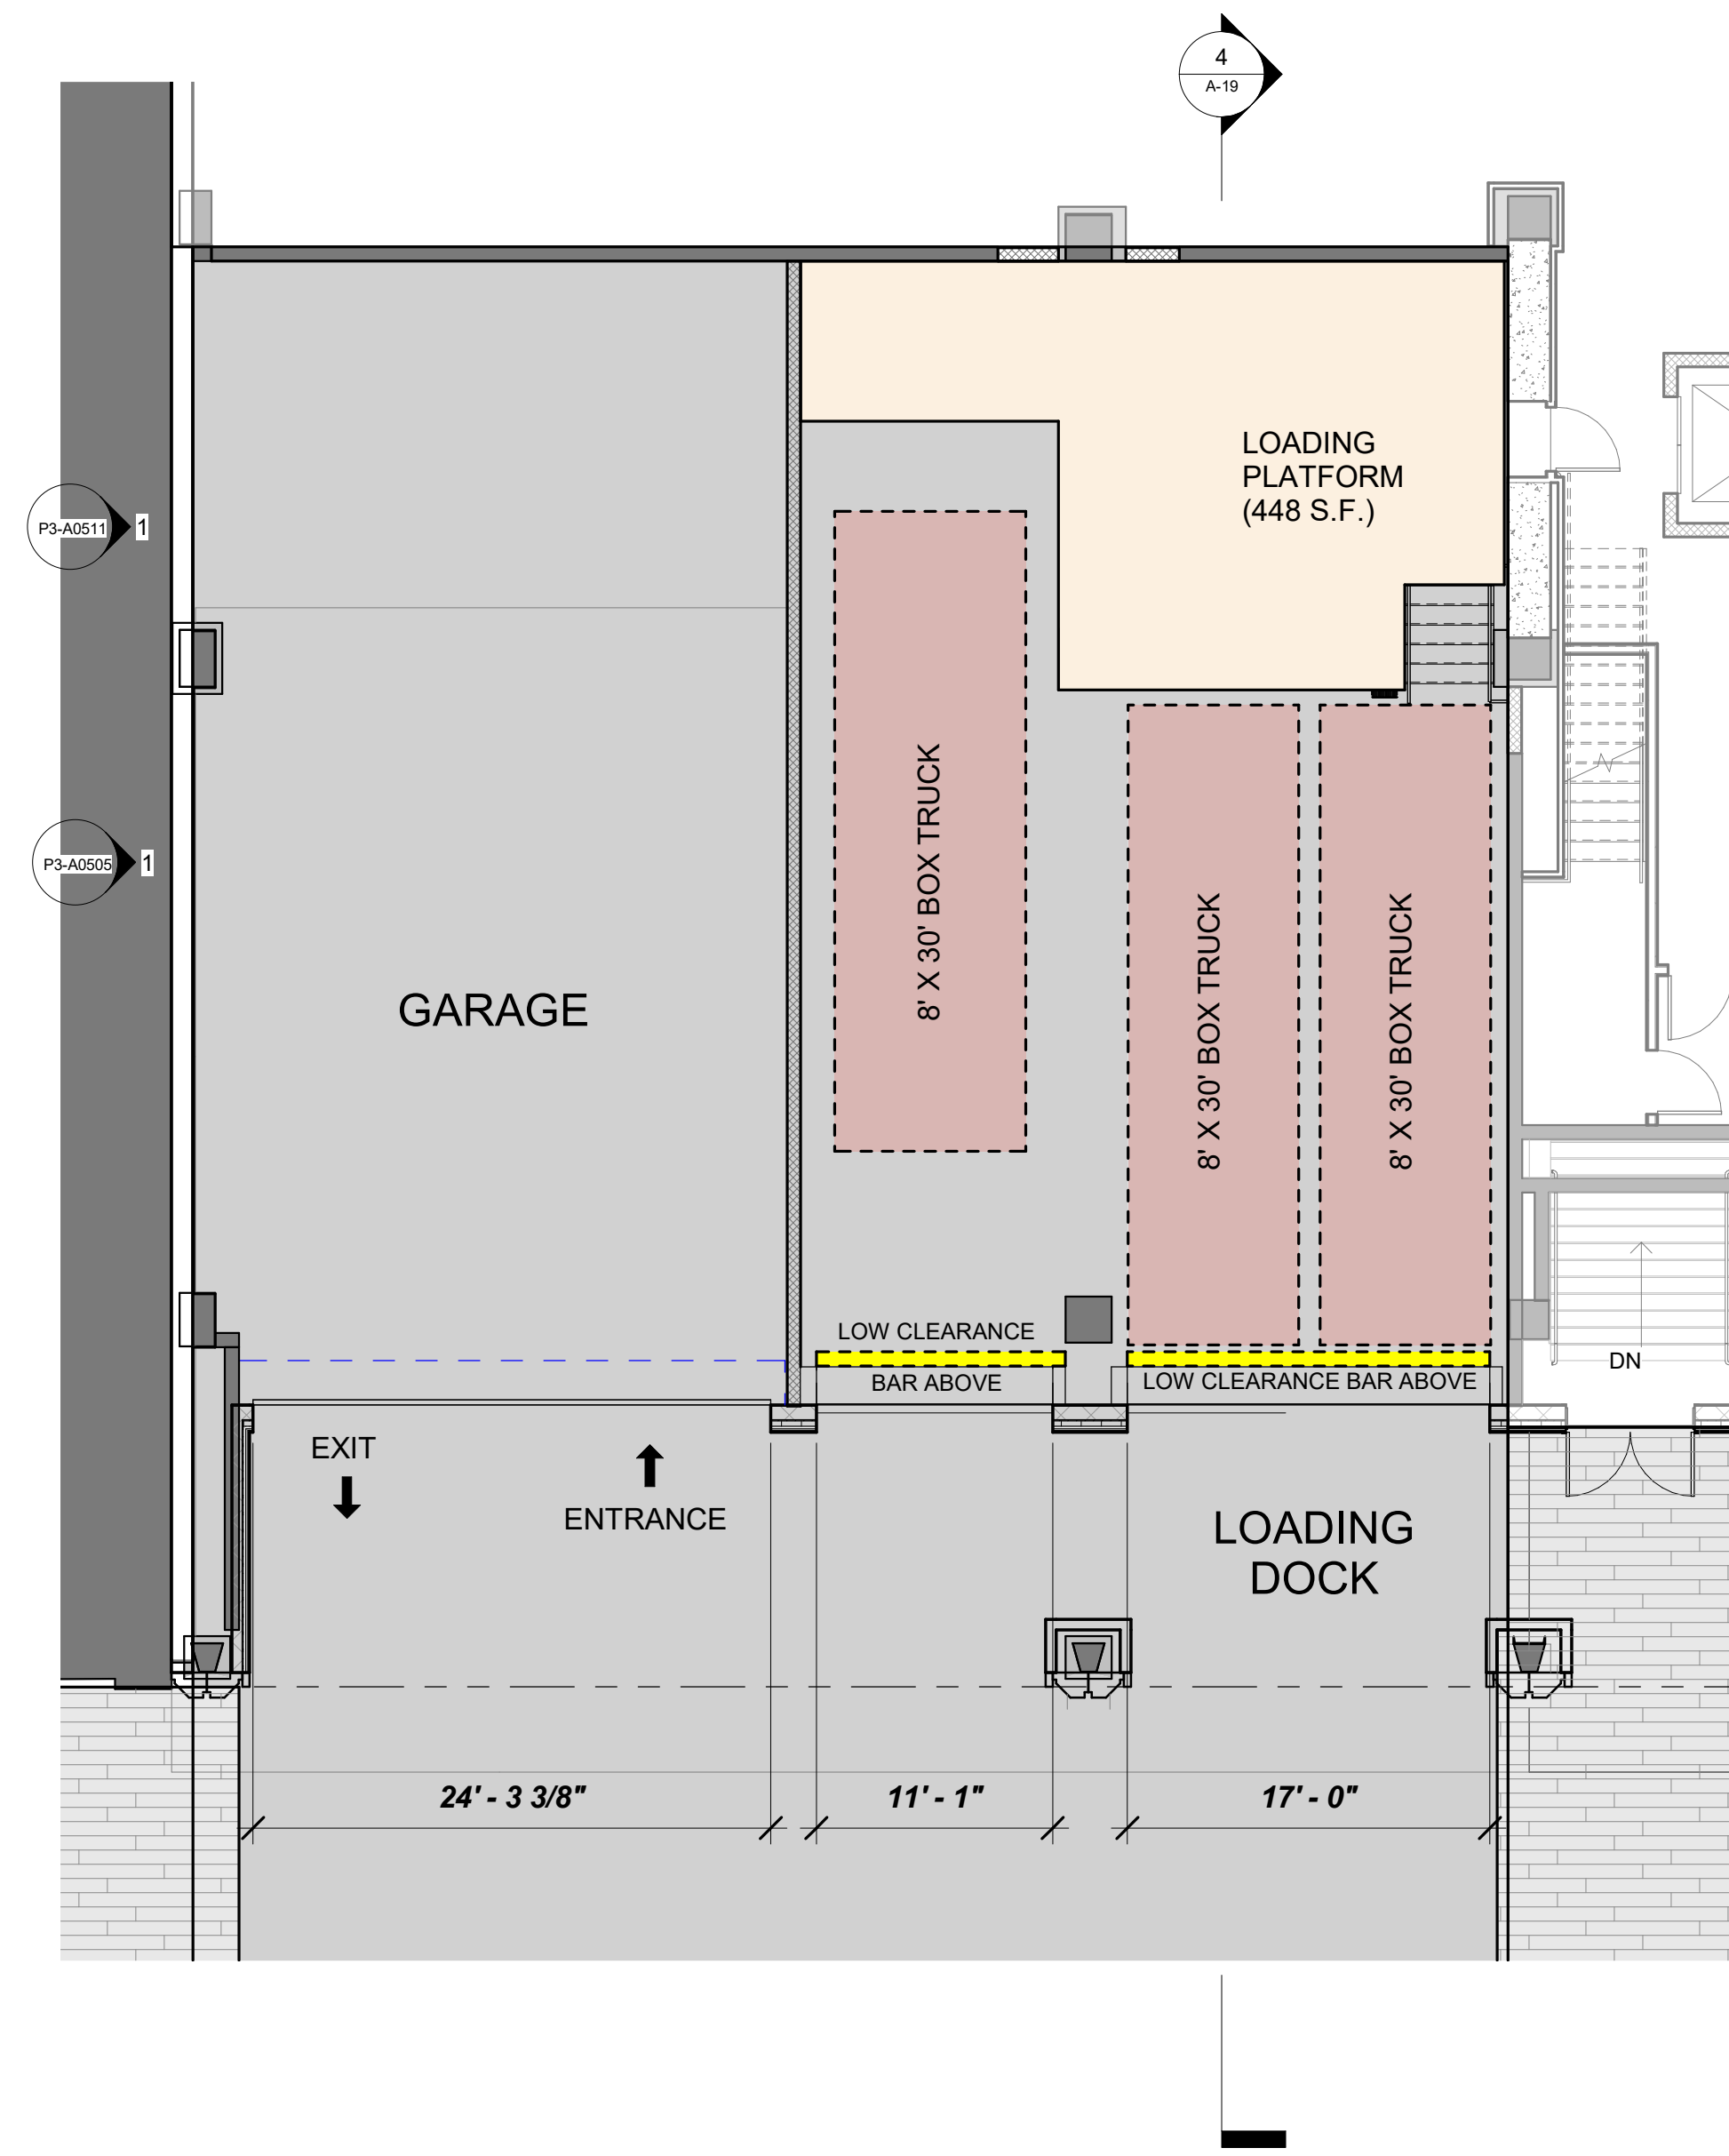 4
A-19
LOADING
PLATFORM
(448 S.F.)
P3-A0511
1
8' X 30' BOX TRUCK
P3-A0505
1
8' X 30' BOX TRUCK
8' X 30' BOX TRUCK
GARAGE
LOW CLEARANCE
BAR ABOVE
LOW CLEARANCE BAR ABOVE
DN
EXIT
ENTRANCE
LOADING
DOCK
24' - 3 3/8"
11' - 1"
17' - 0"